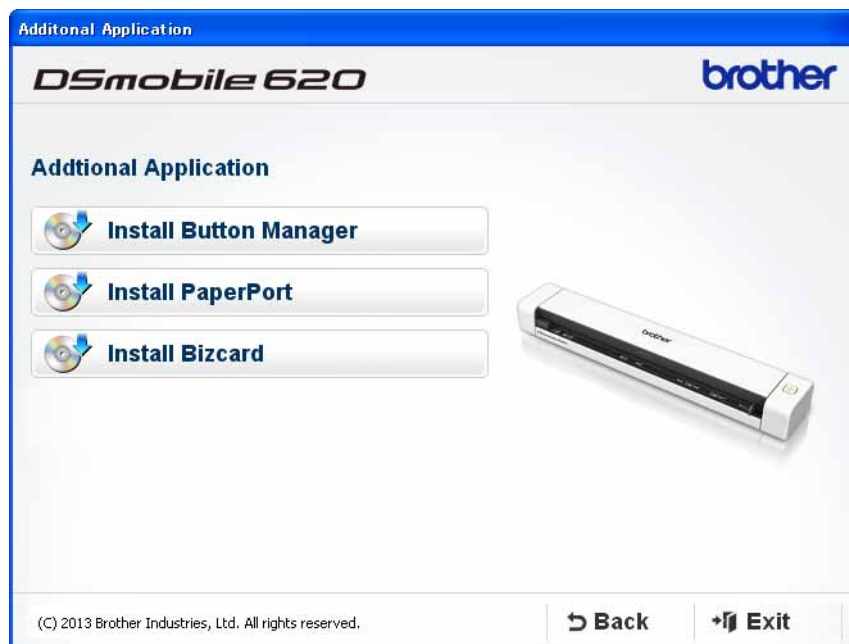 Additonal Application
DSmobile 620
brother
Addtional Application
Install Button Manager
Install PaperPort
Install Bizcard
brother
(C) 2013 Brother Industries, Ltd. All rights reserved.
Back
Exit